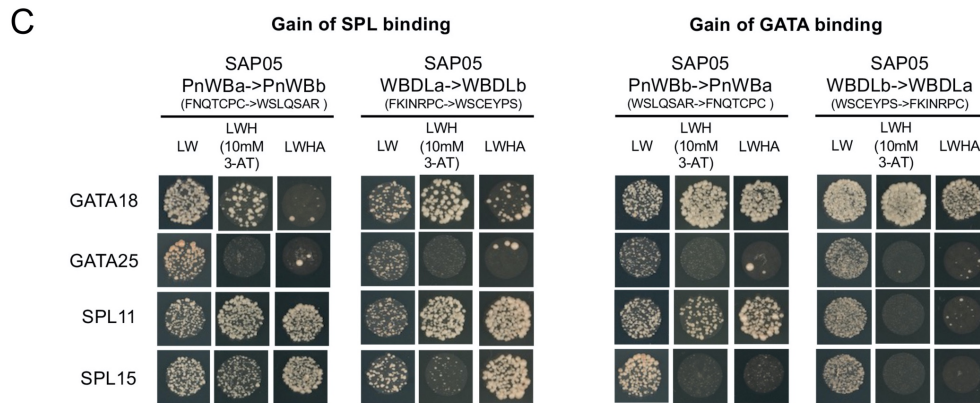 C
Gain of SPL binding
Gain of GATA binding
SAP05
PnWBa->PnWBb
(FNQTCPC->WSLQSAR )
SAP05
WBDLa->WBDLb
(FKINRPC->WSCEYPS)
SAP05
PnWBb->PnWBa
(WSLQSAR->FNQTCPC )
SAP05
WBDLb->WBDLa
(WSCEYPS->FKINRPC)
LW
LWH
(10mM
3-AT)
LWHA
LW
LWH
(10mM
3-AT)
LWHA
LW
LWH
(10mM
3-AT)
LWHA
LW
LWH
(10mM
3-AT)
LWHA
GATA18
GATA25
SPL11
SPL15